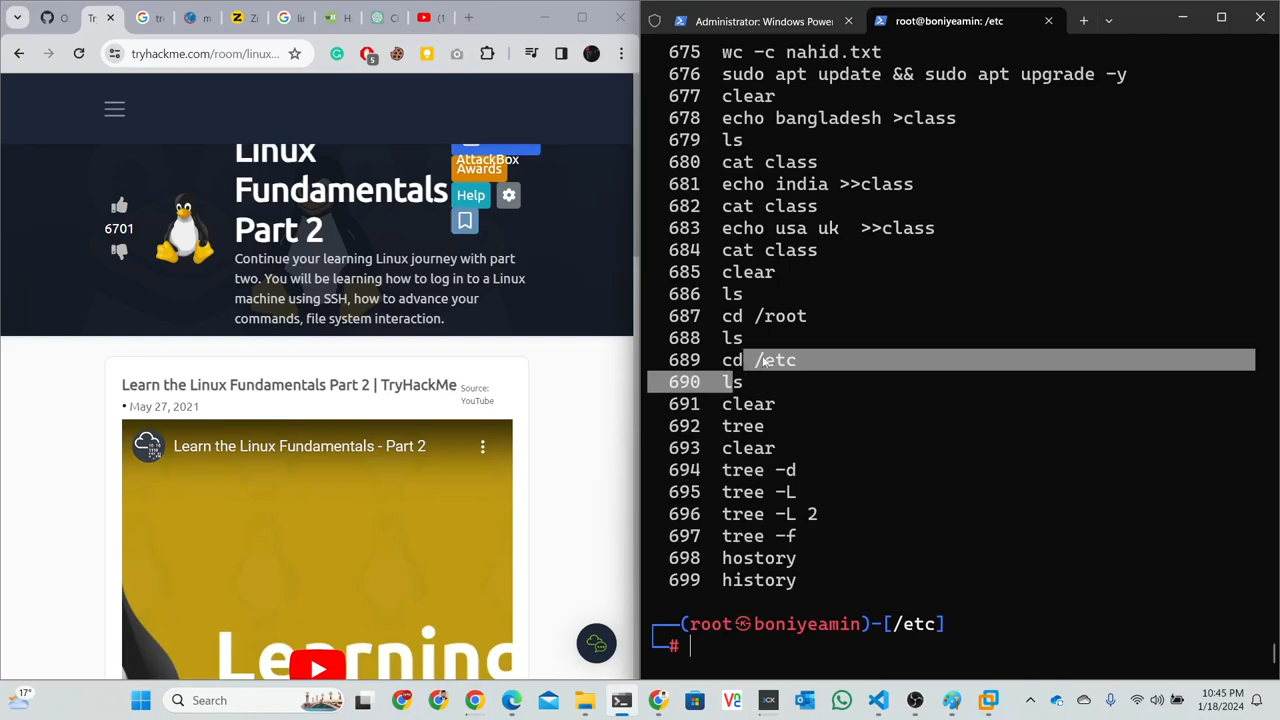 tr
(1
Administrator: Windows Power
root@boniyeamin: /etc
tryhackme.com/room/linux...
5
Linux
Fundamentals
Part 2
AttackBox
Awards
Help
6701
Continue your learning Linux journey with part
two. You will be learning how to log in to a Linux
machine using SSH, how to advance your
commands, file system interaction.
Learn the Linux Fundamentals Part 2 | TryHackMe
Source:
YouTube
• May 27, 2021
Learn the Linux Fundamentals - Part 2
Learning
675 wc -c nahid.txt
676 sudo apt update && sudo apt upgrade -y
677 clear
678 echo bangladesh >class
679 ls
680 cat class
681 echo india >>class
682 cat class
683 echo usa uk  >>class
684 cat class
685 clear
686 ls
687 cd /root
688 ls
689 cd /etc
690 ls
691 clear
692 tree
693 clear
694 tree -d
695 tree -L
696 tree -L 2
697 tree -f
698 hostory
699 history
┌──(root㉿boniyeamin)-[/etc]
└─#
17°
Search
10:45 PM
1/18/2024